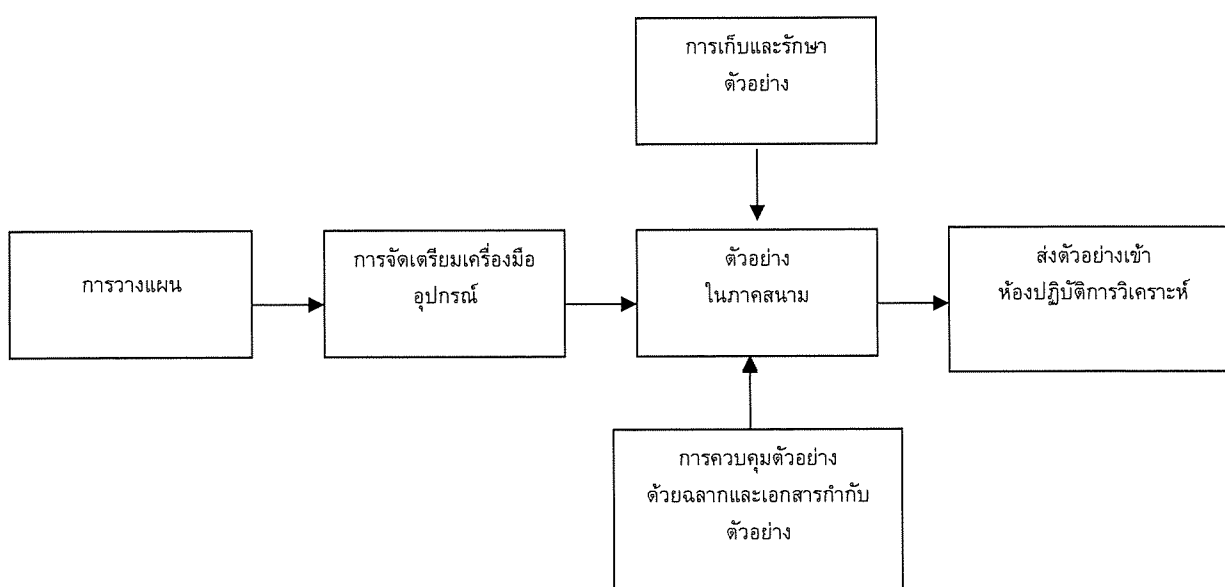 การเก็บและรักษา
ตัวอย่าง
การวางแผน
การจัดเตรียมเครื่องมือ
อุปกรณ์
ตัวอย่าง
ในภาคสนาม
ส่งตัวอย่างเข้า
ห้องปฏิบัติการวิเคราะห์
การควบคุมตัวอย่าง
ด้วยฉลากและเอกสารกำกับ
ตัวอย่าง